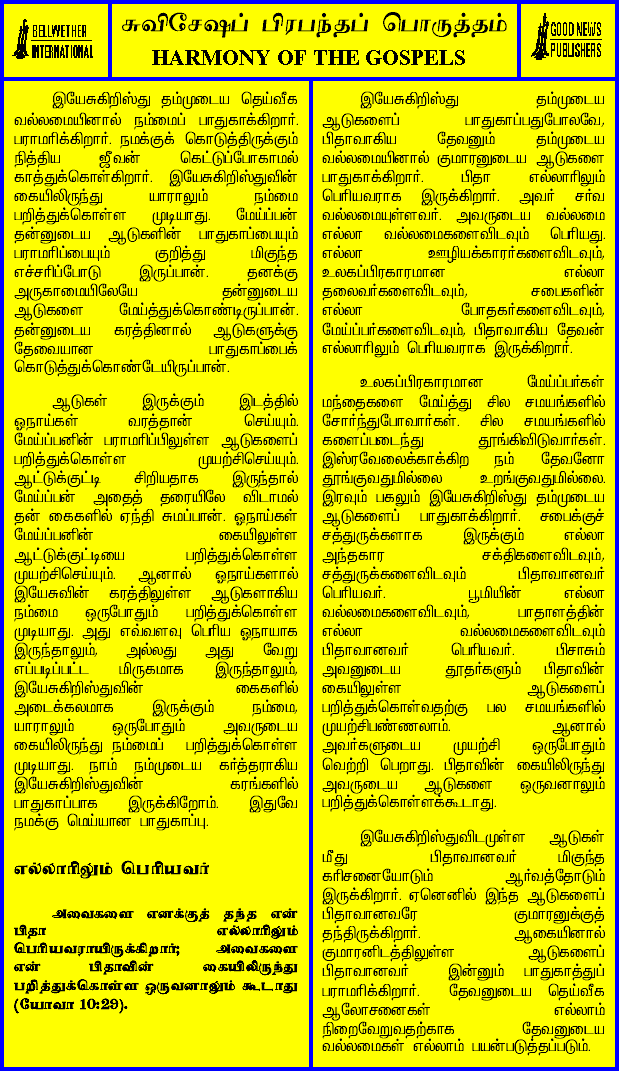 BELLWETHER
INTERNATIONAL
சுவிசேஷப் பிரபந்தப் பொருத்தம்
HARMONY OF THE GOSPELS
GOOD NEWS
PUBLISHERS
இயேசுகிறிஸ்து தம்முடைய தெய்வீக
வல்லமையினால் நம்மைப் பாதுகாக்கிறார்.
பராமரிக்கிறார். நமக்குக் கொடுத்திருக்கும்
நித்திய ஜீவன் கெட்டுப்போகாமல்
காத்துக்கொள்கிறார். இயேசுகிறிஸ்துவின்
கையிலிருந்து யாராலும் நம்மை
பறித்துக்கொள்ள முடியாது. மேய்ப்பன்
தன்னுடைய ஆடுகளின் பாதுகாப்பையும்
பராமரிப்பையும் குறித்து மிகுந்த
எச்சரிப்போடு இருப்பான். தனக்கு
அருகாமையிலேயே தன்னுடைய
ஆடுகளை மேய்த்துக்கொண்டிருப்பான்.
தன்னுடைய கரத்தினால் ஆடுகளுக்கு
தேவையான பாதுகாப்பைக்
கொடுத்துக்கொண்டேயிருப்பான்.
ஆடுகள் இருக்கும் இடத்தில்
ஓநாய்கள் வரத்தான் செய்யும்.
மேய்ப்பனின் பராமரிப்பிலுள்ள ஆடுகளைப்
பறித்துக்கொள்ள முயற்சிசெய்யும்.
ஆட்டுக்குட்டி சிறியதாக இருந்தால்
மேய்ப்பன் அதைத் தரையிலே விடாமல்
தன் கைகளில் ஏந்தி சுமப்பான். ஓநாய்கள்
மேய்ப்பனின் கையிலுள்ள
ஆட்டுக்குட்டியை பறித்துக்கொள்ள
முயற்சிசெய்யும். ஆனால் ஓநாய்களால்
இயேசுவின் கரத்திலுள்ள ஆடுகளாகிய
நம்மை ஒருபோதும் பறித்துக்கொள்ள
முடியாது. அது எவ்வளவு பெரிய ஓநாயாக
இருந்தாலும், அல்லது அது வேறு
எப்படிப்பட்ட மிருகமாக இருந்தாலும்,
இயேசுகிறிஸ்துவின் கைகளில்
அடைக்கலமாக இருக்கும் நம்மை,
யாராலும் ஒருபோதும் அவருடைய
கையிலிருந்து நம்மைப் பறித்துக்கொள்ள
முடியாது. நாம் நம்முடைய கர்த்தராகிய
இயேசுகிறிஸ்துவின் கரங்களில்
பாதுகாப்பாக இருக்கிறோம். இதுவே
நமக்கு மெய்யான பாதுகாப்பு.
எல்லாரிலும் பெரியவர்
அவைகளை எனக்குத் தந்த என்
பிதா எல்லாரிலும்
பெரியவராயிருக்கிறார்; அவைகளை
என் பிதாவின் கையிலிருந்து
பறித்துக்கொள்ள ஒருவனாலும் கூடாது
(யோவா 10:29).
இயேசுகிறிஸ்து தம்முடைய
ஆடுகளைப் பாதுகாப்பதுபோலவே,
பிதாவாகிய தேவனும் தம்முடைய
வல்லமையினால் குமாரனுடைய ஆடுகளை
பாதுகாக்கிறார். பிதா எல்லாரிலும்
பெரியவராக இருக்கிறார். அவர் சர்வ
வல்லமையுள்ளவர். அவருடைய வல்லமை
எல்லா வல்லமைகளைவிடவும் பெரியது.
எல்லா ஊழியக்காரர்களைவிடவும்,
உலகப்பிரகாரமான எல்லா
தலைவர்களைவிடவும், சபைகளின்
எல்லா போதகர்களைவிடவும்,
மேய்ப்பர்களைவிடவும், பிதாவாகிய தேவன்
எல்லாரிலும் பெரியவராக இருக்கிறார்.
உலகப்பிரகாரமான மேய்ப்பர்கள்
மந்தைகளை மேய்த்து சில சமயங்களில்
சோர்ந்துபோவார்கள். சில சமயங்களில்
களைப்படைந்து தூங்கிவிடுவார்கள்.
இஸ்ரவேலைக்காக்கிற நம் தேவனோ
தூங்குவதுமில்லை உறங்குவதுமில்லை.
இரவும் பகலும் இயேசுகிறிஸ்து தம்முடைய
ஆடுகளைப் பாதுகாக்கிறார். சபைக்குச்
சத்துருக்களாக இருக்கும் எல்லா
அந்தகார சக்திகளைவிடவும்,
சத்துருக்களைவிடவும் பிதாவானவர்
பெரியவர். பூமியின் எல்லா
வல்லமைகளைவிடவும், பாதாளத்தின்
எல்லா வல்லமைகளைவிடவும்
பிதாவானவர் பெரியவர். பிசாசும்
அவனுடைய தூதர்களும் பிதாவின்
கையிலுள்ள ஆடுகளைப்
பறித்துக்கொள்வதற்கு பல சமயங்களில்
முயற்சிபண்ணலாம். ஆனால்
அவர்களுடைய முயற்சி ஒருபோதும்
வெற்றி பெறாது. பிதாவின் கையிலிருந்து
அவருடைய ஆடுகளை ஒருவனாலும்
பறித்துக்கொள்ளக்கூடாது.
இயேசுகிறிஸ்துவிடமுள்ள ஆடுகள்
மீது பிதாவானவர் மிகுந்த
கரிசனையோடும் ஆர்வத்தோடும்
இருக்கிறார். ஏனெனில் இந்த ஆடுகளைப்
பிதாவானவரே குமாரனுக்குத்
தந்திருக்கிறார். ஆகையினால்
குமாரனிடத்திலுள்ள ஆடுகளைப்
பிதாவானவர் இன்னும் பாதுகாத்துப்
பராமரிக்கிறார். தேவனுடைய தெய்வீக
ஆலோசனைகள் எல்லாம்
நிறைவேறுவதற்காக தேவனுடைய
வல்லமைகள் எல்லாம் பயன்படுத்தப்படும்.